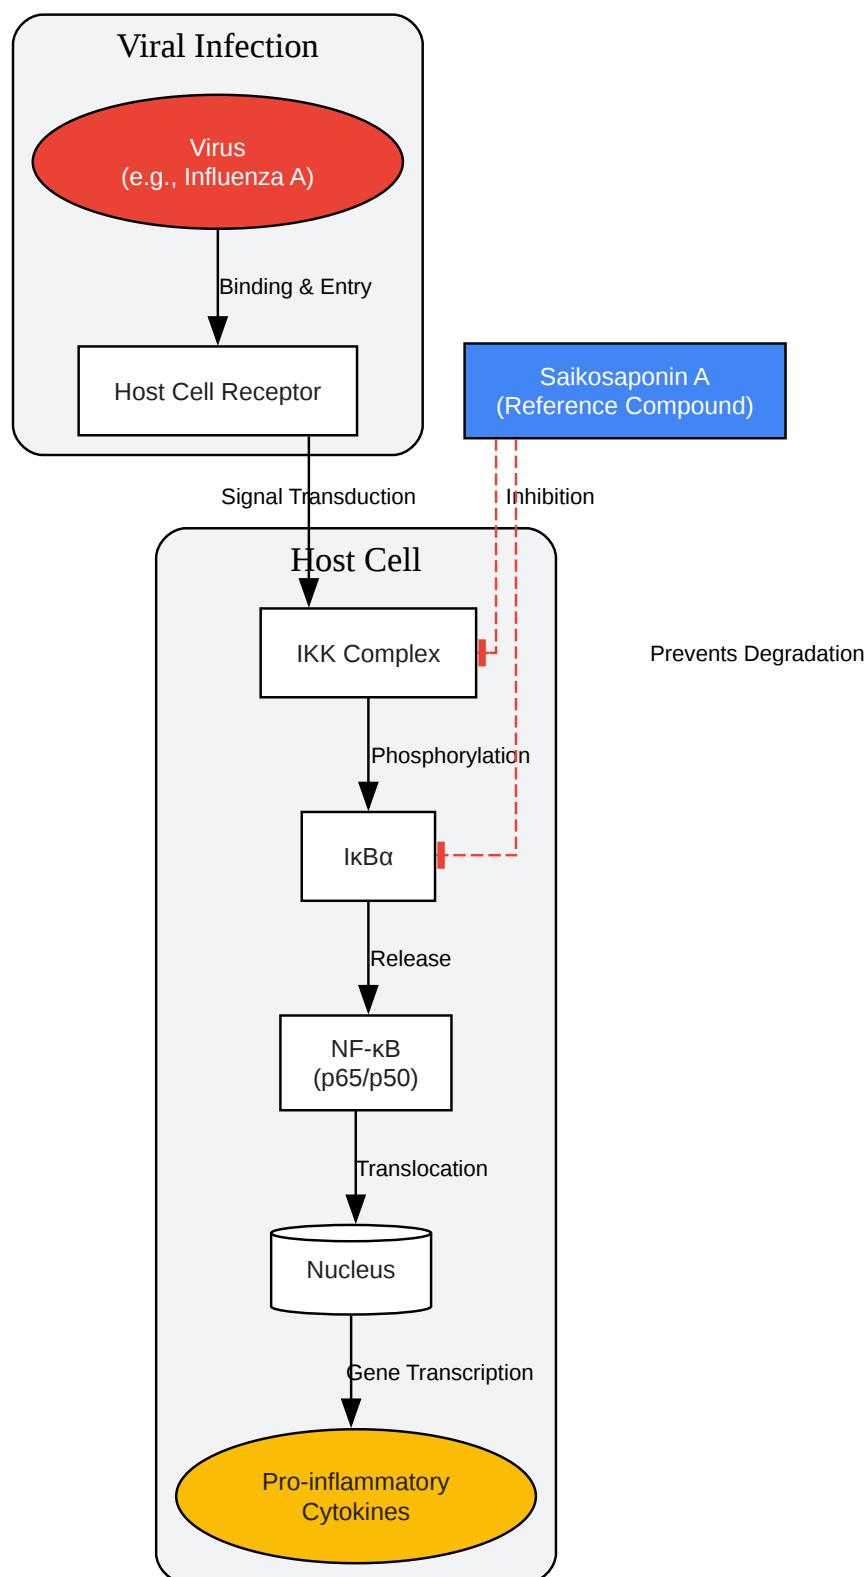 Viral Infection
Virus
(e.g., Influenza A)
Binding & Entry
Host Cell Receptor
Saikosaponin A
(Reference Compound)
Signal Transduction
Inhibition
Host Cell
IKK Complex
Prevents Degradation
Phosphorylation
IκBα
Release
NF-κB
(p65/p50)
Translocation
Nucleus
Gene Transcription
Pro-inflammatory
Cytokines